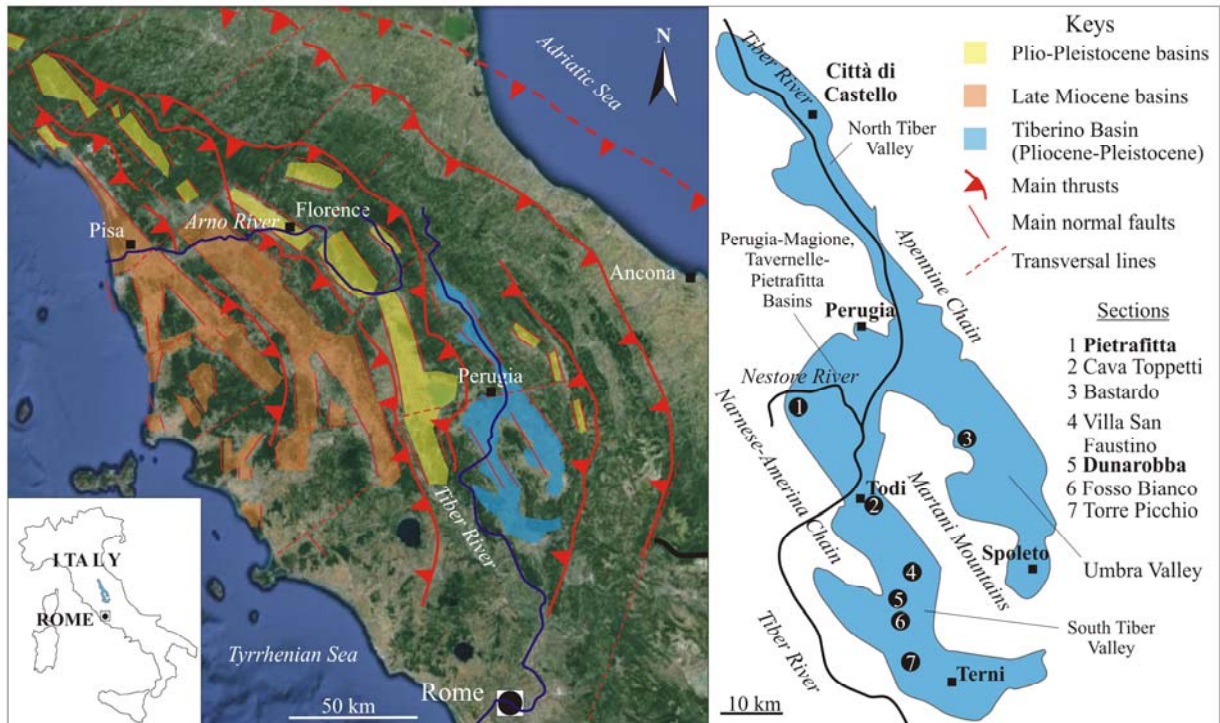 Adriatic Sea
N
Florence
Arno River
Pisa
Ancona
Perugia
Tiber River
Tyrrhenian Sea
Rome
50 km
ITALY
ROME
Tiber River
Città di
Castello
North Tiber
Valley
Perugia-Magione,
Tavernelle-
Pietrafitta
Basins
Apennine Chain
Perugia
Nestore River
1
Narnese-Amerina Chain
3
Todi
2
Martani Mountains
Spoleto
Umbra Valley
4
5
6
South Tiber
Valley
7
Terni
Tiber River
10 km
Keys
Plio-Pleistocene basins
Late Miocene basins
Tiberino Basin
(Pliocene-Pleistocene)
Main thrusts
Main normal faults
Transversal lines
Sections
1 Pietrafitta
2 Cava Toppetti
3 Bastardo
4 Villa San
Faustino
5 Dunarobba
6 Fosso Bianco
7 Torre Picchio